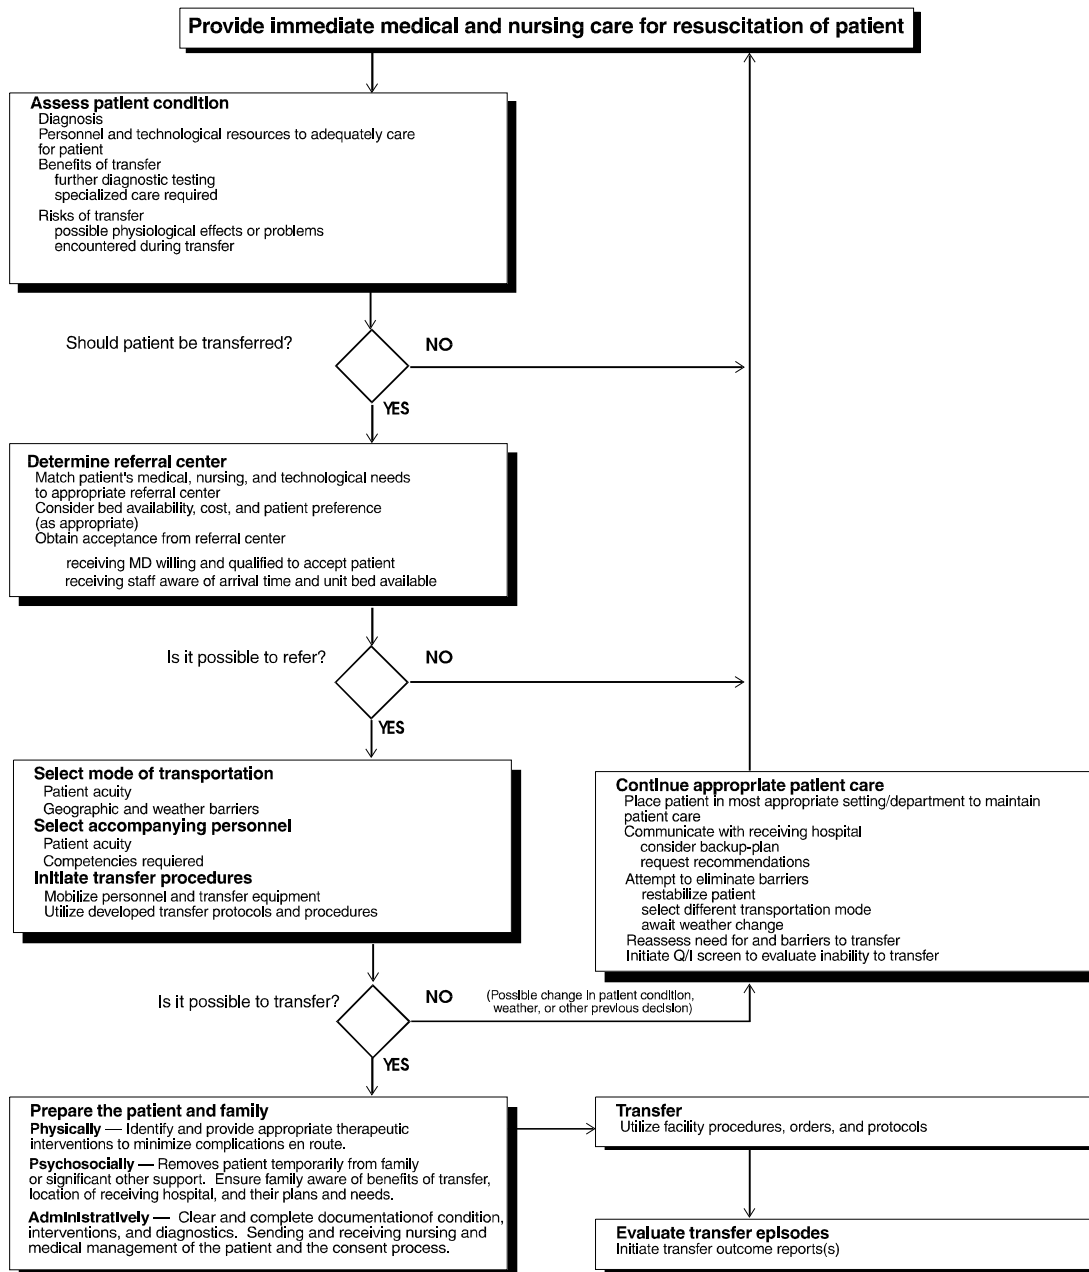 Provide immediate medical and nursing care for resuscitation of patient
Assess patient condition
Diagnosis
Personnel and technological resources to adequately care
for patient
Benefits of transfer
further diagnostic testing
specialized care required
Risks of transfer
possible physiological effects or problems
encountered during transfer
Should patient be transferred?
NO
YES
Determine referral center
Match patient's medical, nursing, and technological needs
to appropriate referral center
Consider bed availability, cost, and patient preference
(as appropriate)
Obtain acceptance from referral center
receiving MD willing and qualified to accept patient
receiving staff aware of arrival time and unit bed available
Is it possible to refer?
NO
YES
Select mode of transportation
Patient acuity
Geographic and weather barriers
Select accompanying personnel
Patient acuity
Competencies requiered
Initiate transfer procedures
Mobilize personnel and transfer equipment
Utilize developed transfer protocols and procedures
Continue appropriate patient care
Place patient in most appropriate setting/department to maintain
patient care
Communicate with receiving hospital
consider backup-plan
request recommendations
Attempt to eliminate barriers
restabilize patient
select different transportation mode
await weather change
Reassess need for and barriers to transfer
Initiate Q/I screen to evaluate inability to transfer
Is it possible to transfer?
NO
(Possible change in patient condition,
weather, or other previous decision)
YES
Prepare the patient and family
Physically — Identify and provide appropriate therapeutic
interventions to minimize complications en route.
Psychosocially — Removes patient temporarily from family
or significant other support. Ensure family aware of benefits of transfer,
location of receiving hospital, and their plans and needs.
Administratively — Clear and complete documentationof condition,
interventions, and diagnostics. Sending and receiving nursing and
medical management of the patient and the consent process.
Transfer
Utilize facility procedures, orders, and protocols
Evaluate transfer episodes
Initiate transfer outcome reports(s)